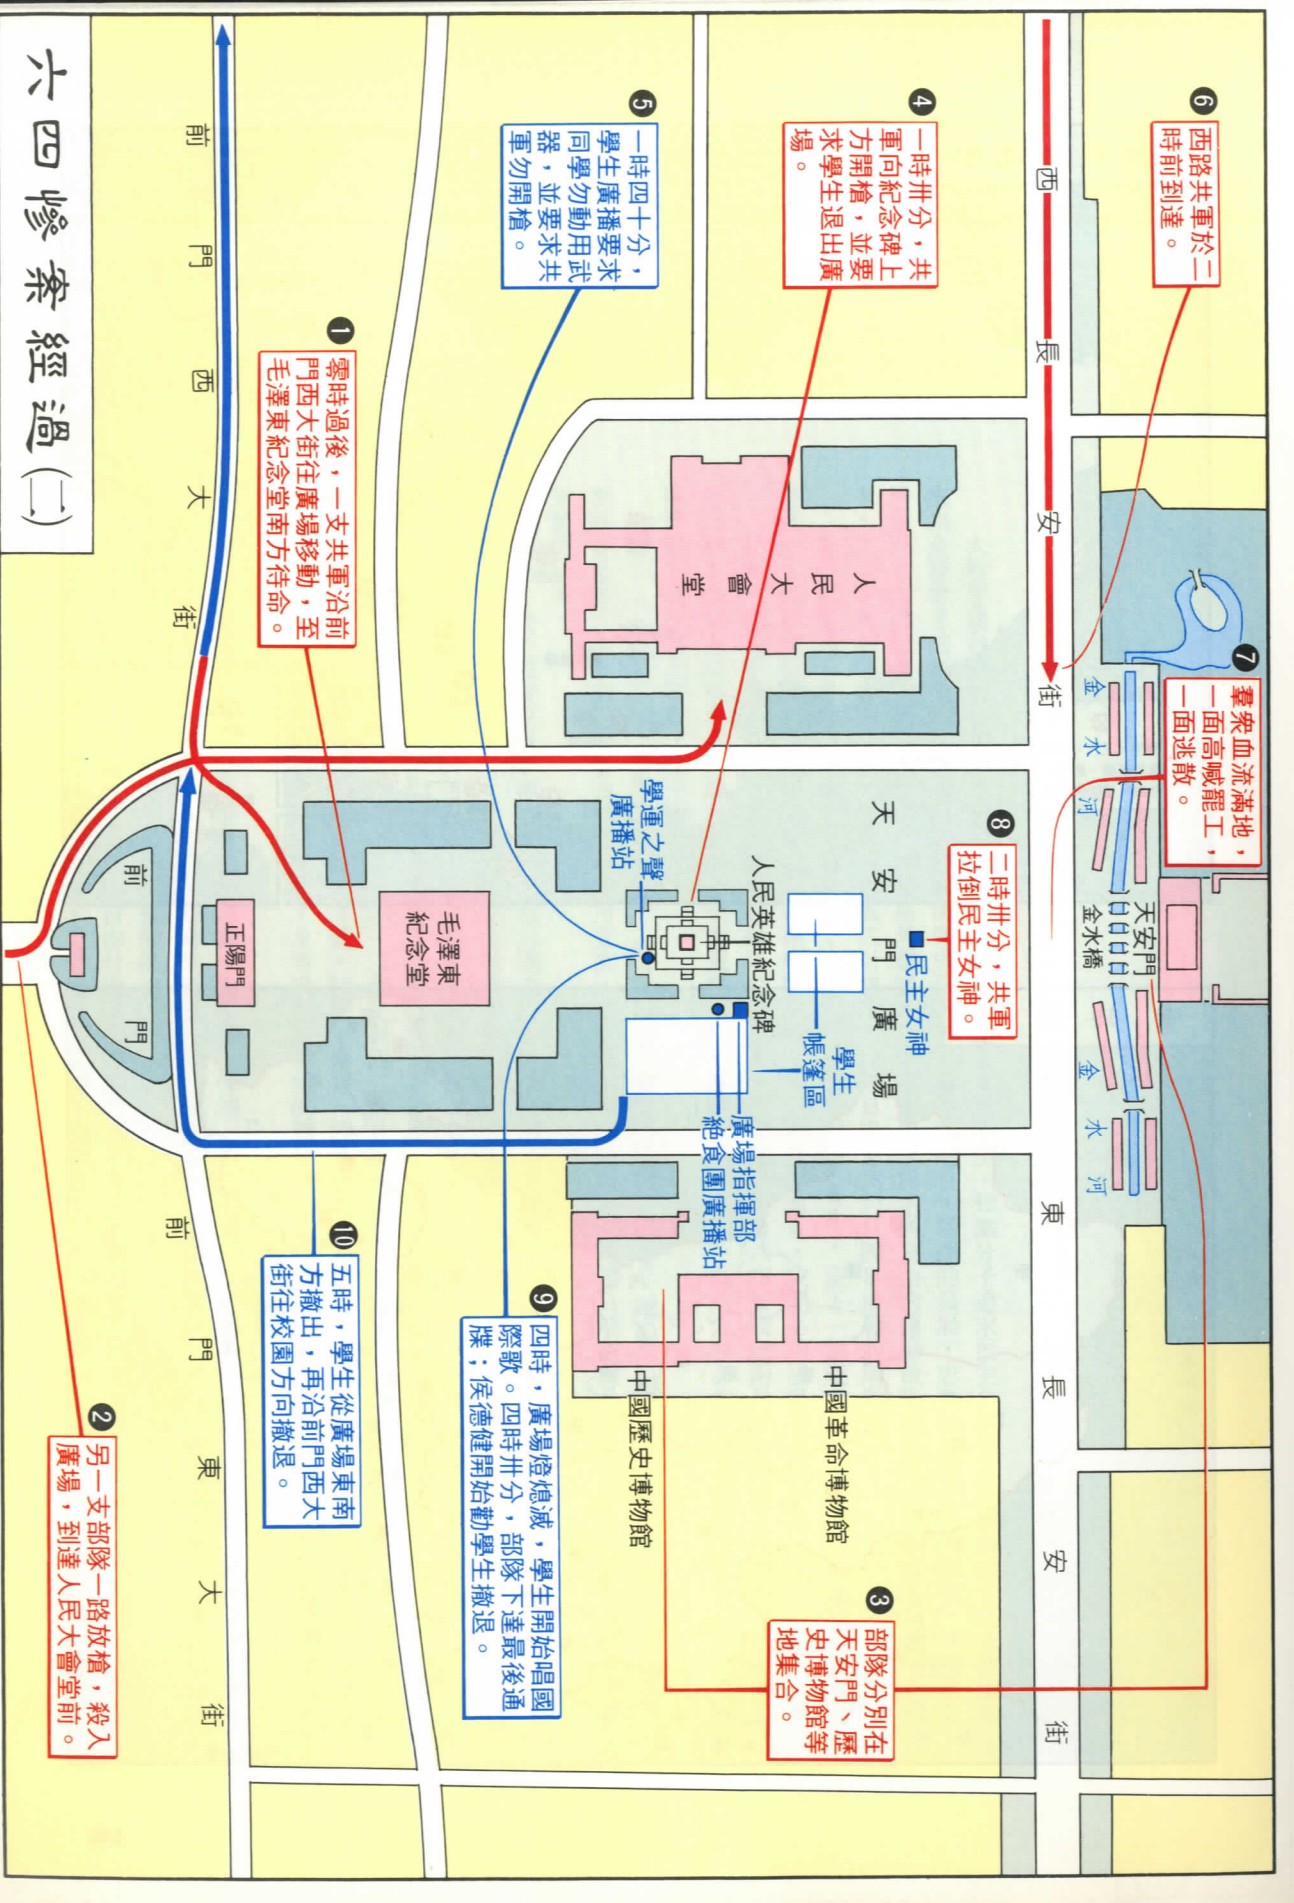 六四慘案經過(二)
❶
零時過後，一支共軍沿前
門西大街往廣場移動，至
毛澤東紀念堂南方待命。
❷
另一支部隊一路放槍，殺入
廣場，到達人民大會堂前。
❸
部隊分別在
天安門、歷
史博物館等
地集合。
❹
一時卅分，共
軍向紀念碑上
方開槍，並要
求學生退出廣
場。
❺
一時四十分，
學生廣播要求
同學勿動用武
器，並要求共
軍勿開槍。
❻
西路共軍於二
時前到達。
❼
羣衆血流滿地，
一面高喊罷工，
一面逃散。
❽
二時卅分，共軍
拉倒民主女神。
❾
四時，廣場燈熄滅，學生開始唱國
際歌。四時卅分，部隊下達最後通
牒；侯德健開始勸學生撤退。
❿
五時，學生從廣場東南
方撤出，再沿前門西大
街往校園方向撤退。
西長安街
東長安街
金水河
天安門
金水橋
金水河
人民大會堂
天安門廣場
民主女神
學生
帳篷區
人民英雄紀念碑
廣場指揮部
絕食團廣播站
學運之聲
廣播站
中國革命博物館
中國歷史博物館
毛澤東
紀念堂
正陽門
前門
前門西大街
前門東大街